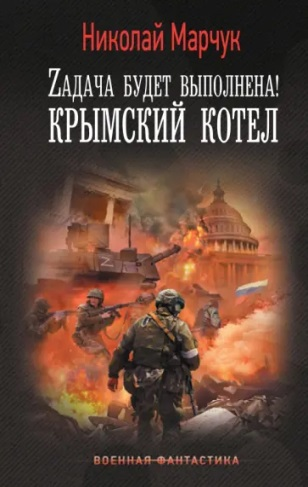 Николай Марчук
Zадача будет выполнена!
КРЫМСКИЙ КОТЕЛ
Z
ВОЕННАЯ ФАНТАСТИКА